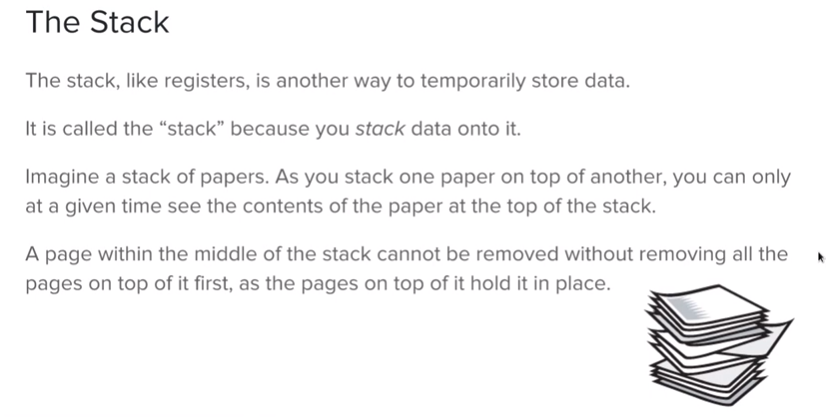 The Stack
The stack, like registers, is another way to temporarily store data.
It is called the “stack” because you stack data onto it.
Imagine a stack of papers. As you stack one paper on top of another, you can only
at a given time see the contents of the paper at the top of the stack.
A page within the middle of the stack cannot be removed without removing all the
pages on top of it first, as the pages on top of it hold it in place.